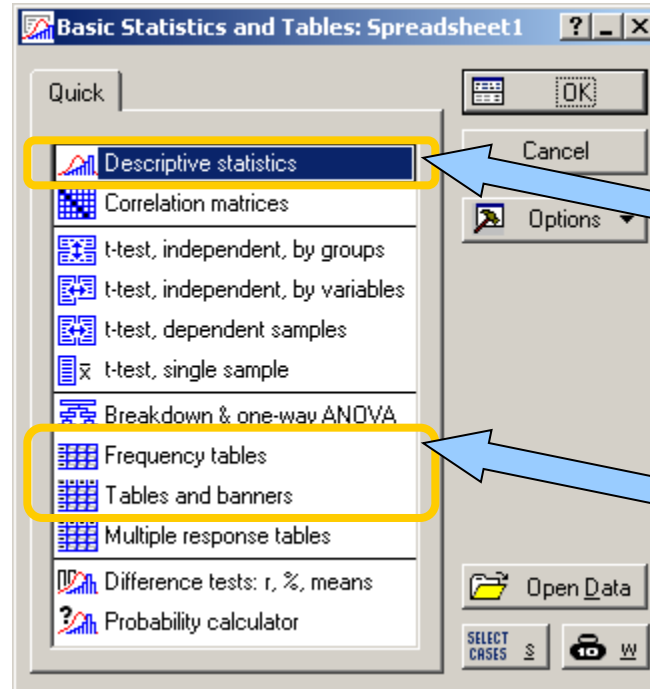 Basic Statistics and Tables: Spreadsheet1
Quick
OK
Descriptive statistics
Cancel
Correlation matrices
Options
t-test, independent, by groups
t-test, independent, by variables
t-test, dependent samples
t-test, single sample
Breakdown & one-way ANOVA
Frequency tables
Tables and banners
Multiple response tables
Difference tests: r, %, means
Open Data
Probability calculator
SELECT
CASES S
W